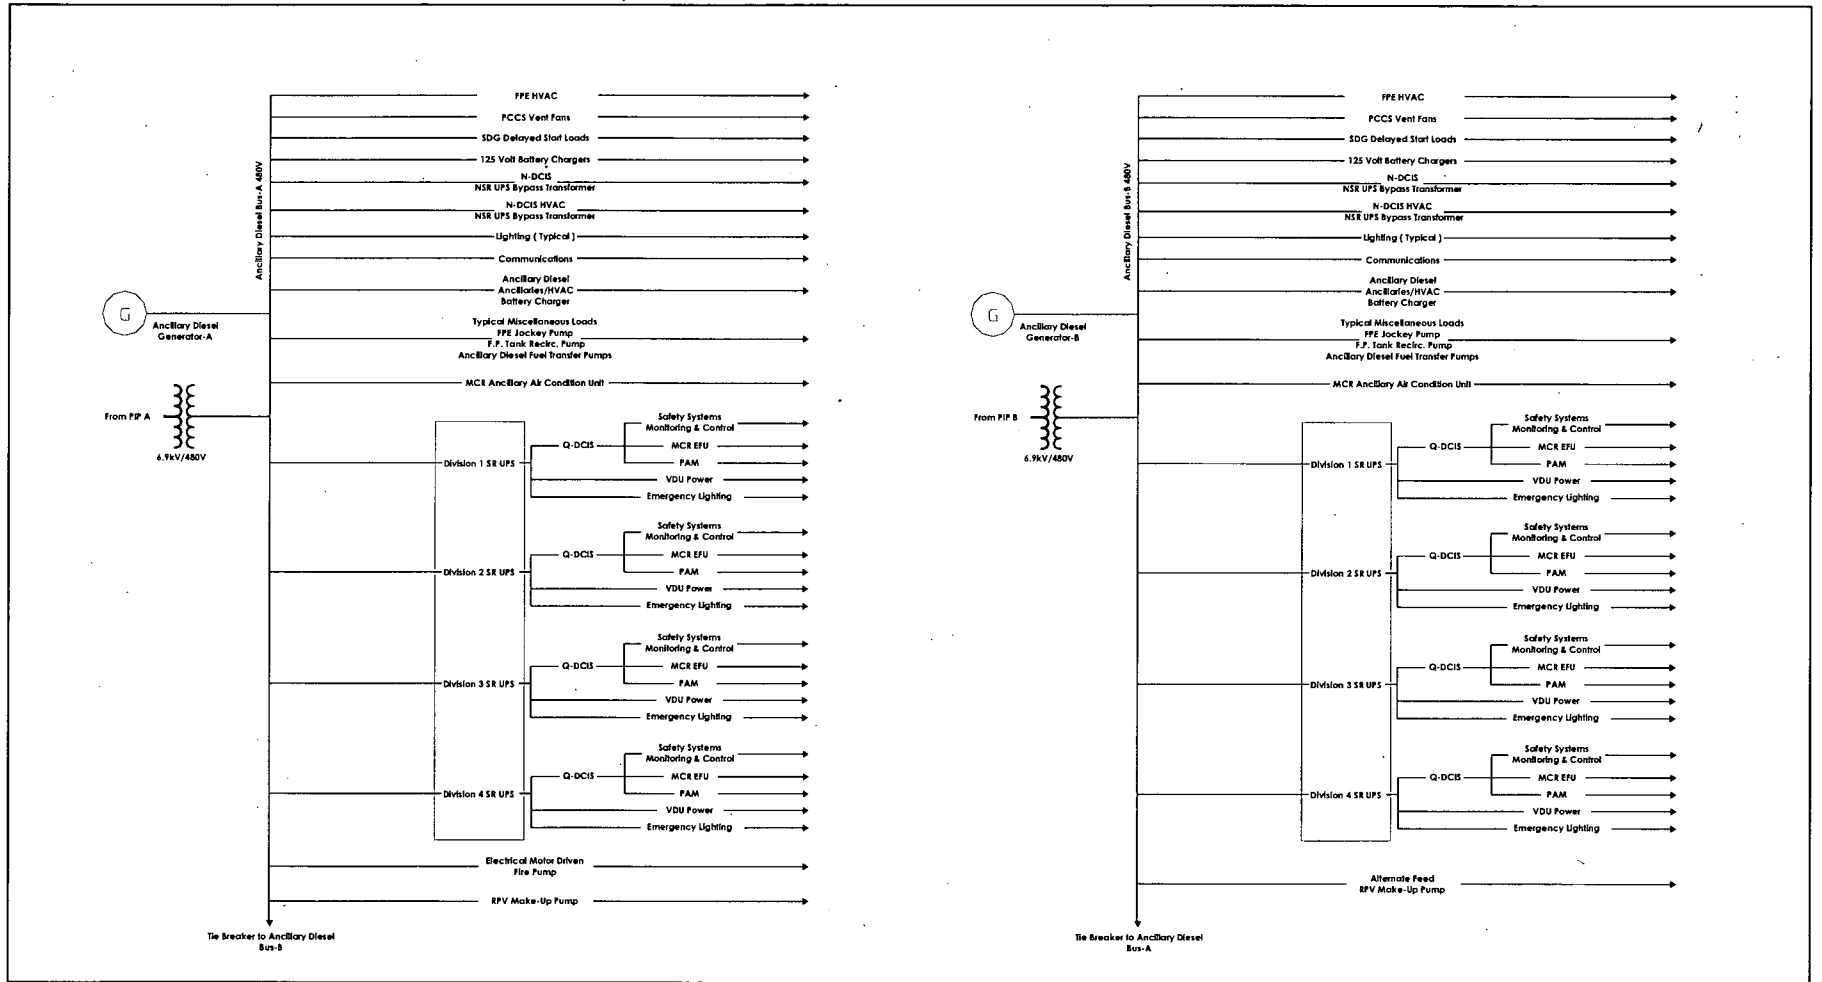 FPE HVAC
PCCS Vent Fans
SDG Delayed Start Loads
125 Volt Battery Chargers
N-DCIS
NSR UPS Bypass Transformer
N-DCIS HVAC
NSR UPS Bypass Transformer
Lighting ( Typical )
Communications
Ancillary Diesel
Ancillaries/HVAC
Battery Charger
Typical Miscellaneous Loads
FPE Jockey Pump
F.P. Tank Recirc. Pump
Ancillary Diesel Fuel Transfer Pumps
MCR Ancillary Air Condition Unit
Ancillary Diesel Bus-A 480V
G
Ancillary Diesel
Generator-A
From PIP A
6.9kV/480V
Division 1 SR UPS
Q-DCIS
Safety Systems
Monitoring & Control
MCR EFU
PAM
VDU Power
Emergency Lighting
Division 2 SR UPS
Q-DCIS
Safety Systems
Monitoring & Control
MCR EFU
PAM
VDU Power
Emergency Lighting
Division 3 SR UPS
Q-DCIS
Safety Systems
Monitoring & Control
MCR EFU
PAM
VDU Power
Emergency Lighting
Division 4 SR UPS
Q-DCIS
Safety Systems
Monitoring & Control
MCR EFU
PAM
VDU Power
Emergency Lighting
Electrical Motor Driven
Fire Pump
RPV Make-Up Pump
Tie Breaker to Ancillary Diesel
Bus-B
FPE HVAC
PCCS Vent Fans
SDG Delayed Start Loads
125 Volt Battery Chargers
N-DCIS
NSR UPS Bypass Transformer
N-DCIS HVAC
NSR UPS Bypass Transformer
Lighting ( Typical )
Communications
Ancillary Diesel
Ancillaries/HVAC
Battery Charger
Typical Miscellaneous Loads
FPE Jockey Pump
F.P. Tank Recirc. Pump
Ancillary Diesel Fuel Transfer Pumps
MCR Ancillary Air Condition Unit
Ancillary Diesel Bus-B 480V
G
Ancillary Diesel
Generator-B
From PIP B
6.9kV/480V
Division 1 SR UPS
Q-DCIS
Safety Systems
Monitoring & Control
MCR EFU
PAM
VDU Power
Emergency Lighting
Division 2 SR UPS
Q-DCIS
Safety Systems
Monitoring & Control
MCR EFU
PAM
VDU Power
Emergency Lighting
Division 3 SR UPS
Q-DCIS
Safety Systems
Monitoring & Control
MCR EFU
PAM
VDU Power
Emergency Lighting
Division 4 SR UPS
Q-DCIS
Safety Systems
Monitoring & Control
MCR EFU
PAM
VDU Power
Emergency Lighting
Alternate Feed
RPV Make-Up Pump
Tie Breaker to Ancillary Diesel
Bus-A